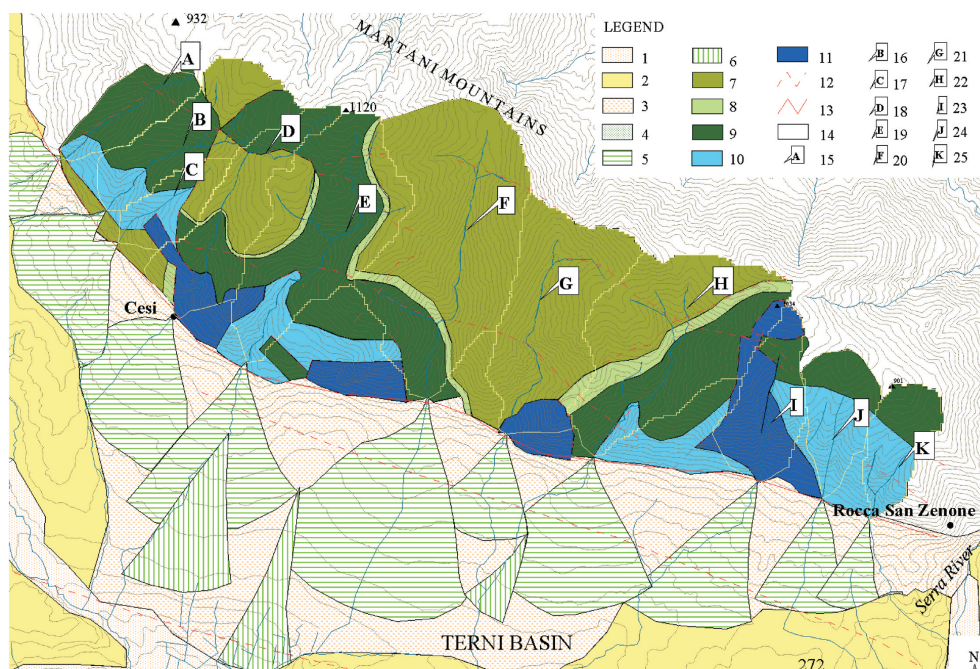 932
MARTANI MOUNTAINS
LEGEND
1 6 11 B 16 G 21
2 7 12 C 17 H 22
3 8 13 D 18 I 23
4 9 14 E 19 J 24
5 10 A 15 F 20 K 25
A
1120
B
D
C
E
F
G
H
Cesi
901
I
J
K
Rocca San Zenone
Serra River
TERNI BASIN
272
N